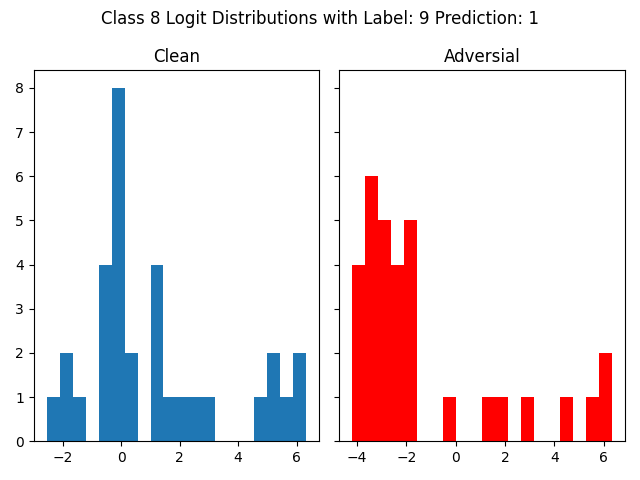 Class 8 Logit Distributions with Label: 9 Prediction: 1
Clean
Adversial
8
7
6
5
4
3
2
1
0
−2 0 2 4 6
−4 −2 0 2 4 6